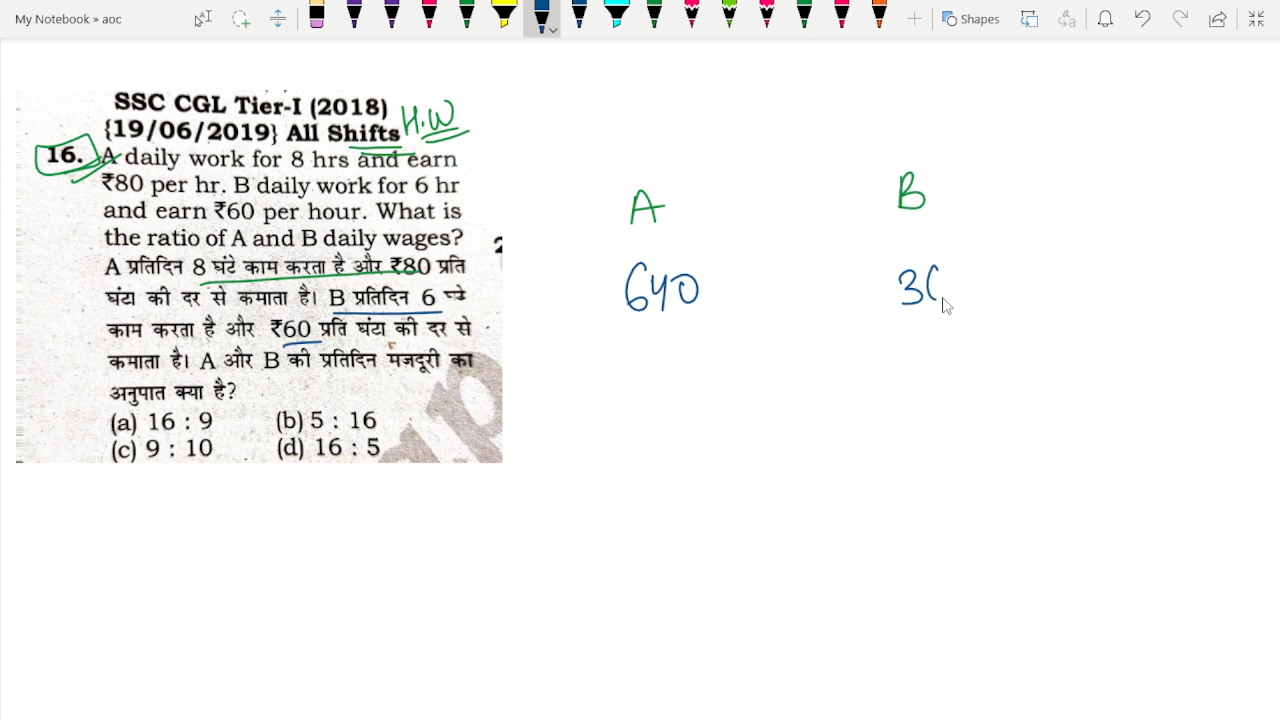 My Notebook » aoc
Shapes
SSC CGL Tier-I (2018)
{19/06/2019} All Shifts H.W
16. A daily work for 8 hrs and earn
₹80 per hr. B daily work for 6 hr
and earn ₹60 per hour. What is
the ratio of A and B daily wages?
A प्रतिदिन 8 घंटे काम करता है और ₹80 प्रति
घंटा की दर से कमाता है। B प्रतिदिन 6 घंटे
काम करता है और ₹60 प्रति घंटा की दर से
कमाता है। A और B की प्रतिदिन मज़दूरी का
अनुपात क्या है?
(a) 16 : 9 (b) 5 : 16
(c) 9 : 10 (d) 16 : 5
A B
640 3